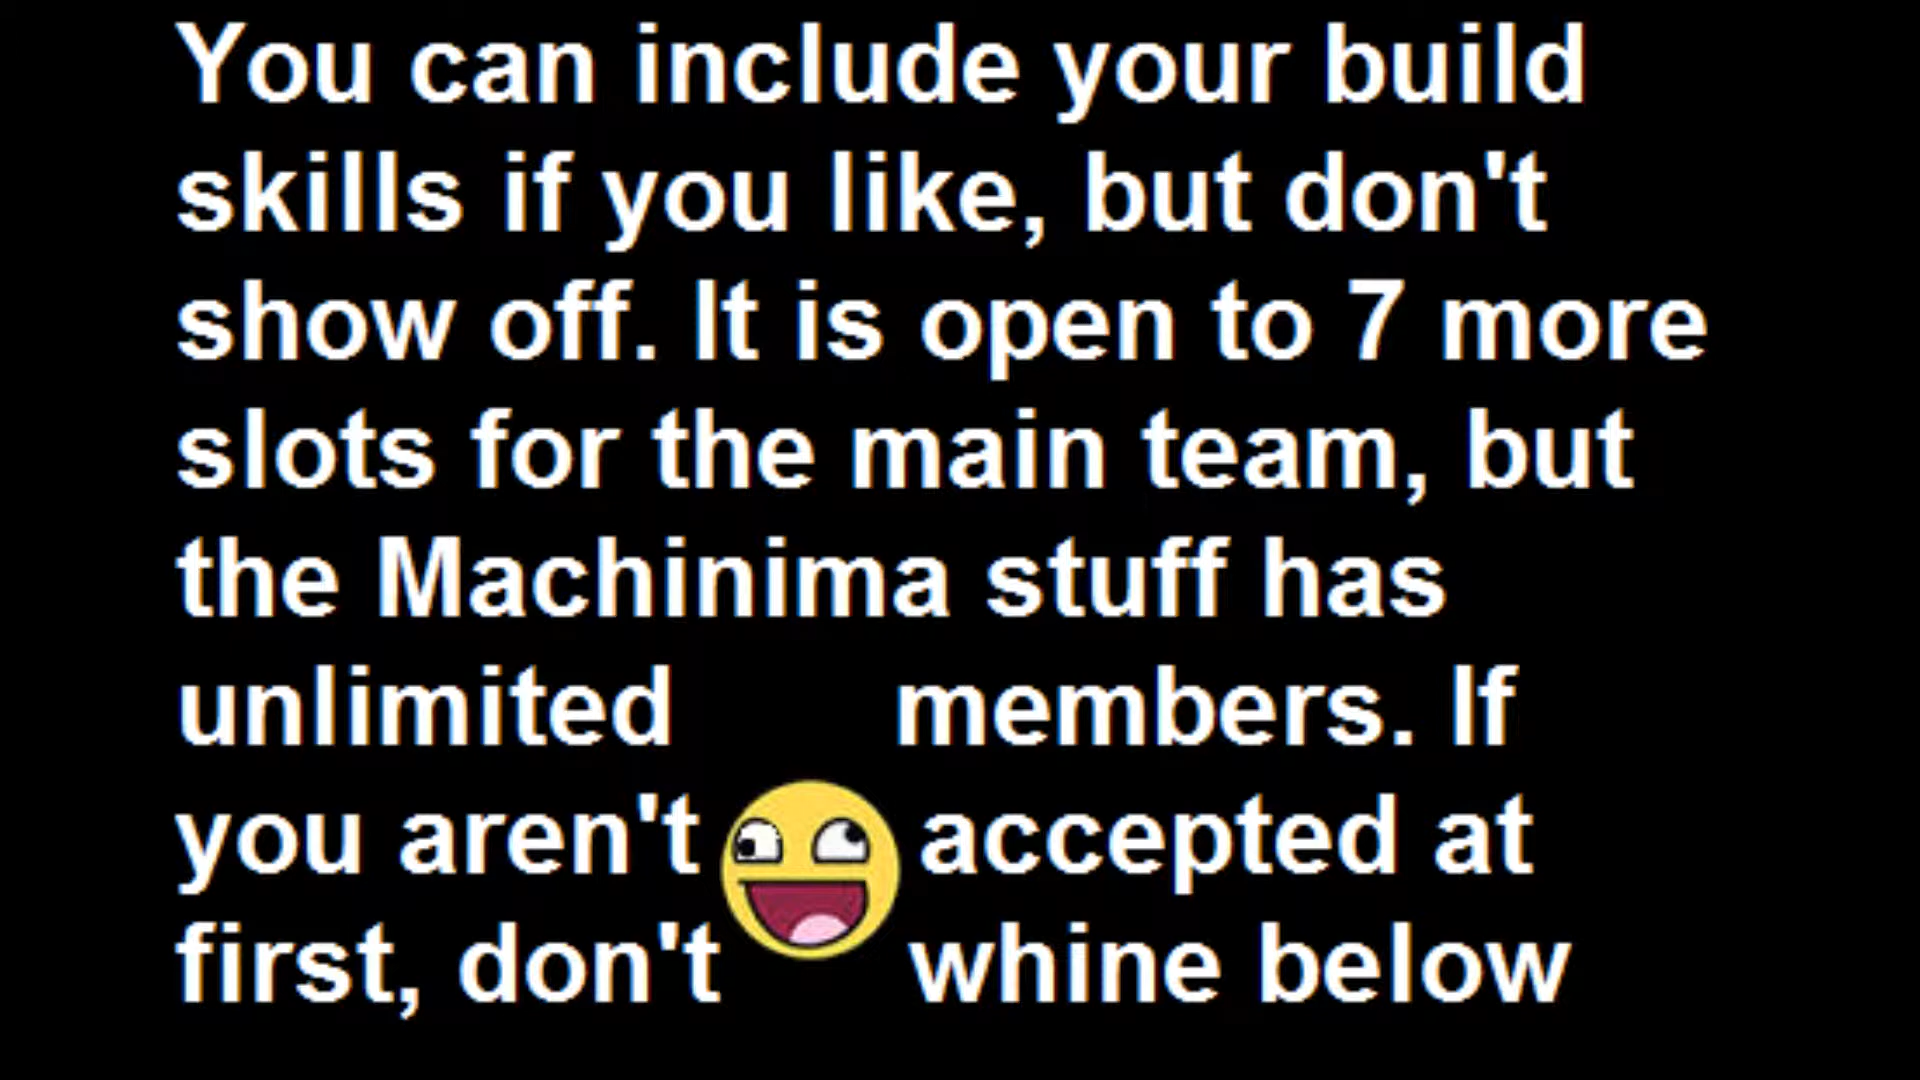 You can include your build
skills if you like, but don't
show off. It is open to 7 more
slots for the main team, but
the Machinima stuff has
unlimited members. If
you aren't accepted at
first, don't whine below